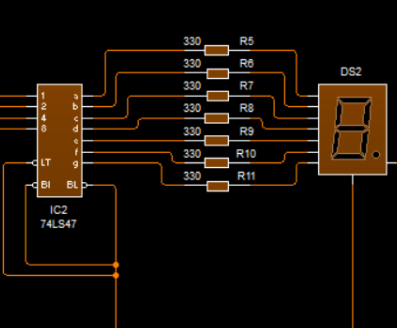 330 R5
330 R6
330 R7
330 R8
330 R9
330 R10
330 R11
DS2
1 a
2 b
4 c
8 d
e
f
LT g
BI BL
IC2
74LS47